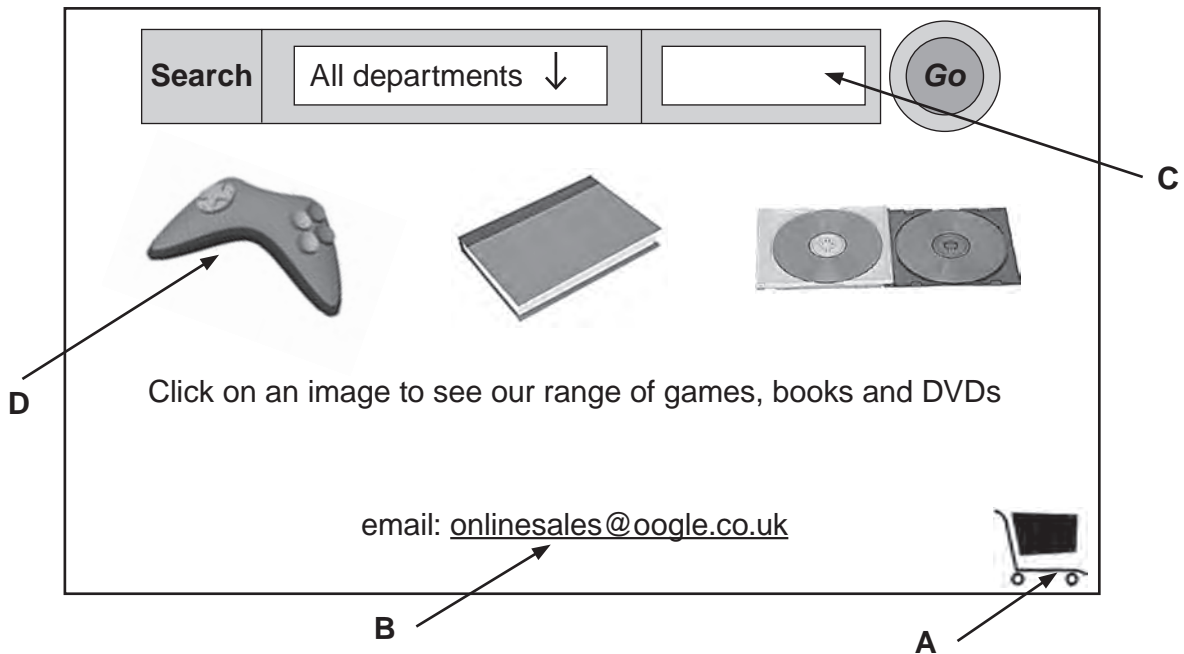 Search All departments ↓ Go
C
D
Click on an image to see our range of games, books and DVDs
email: onlinesales@oogle.co.uk
B
A